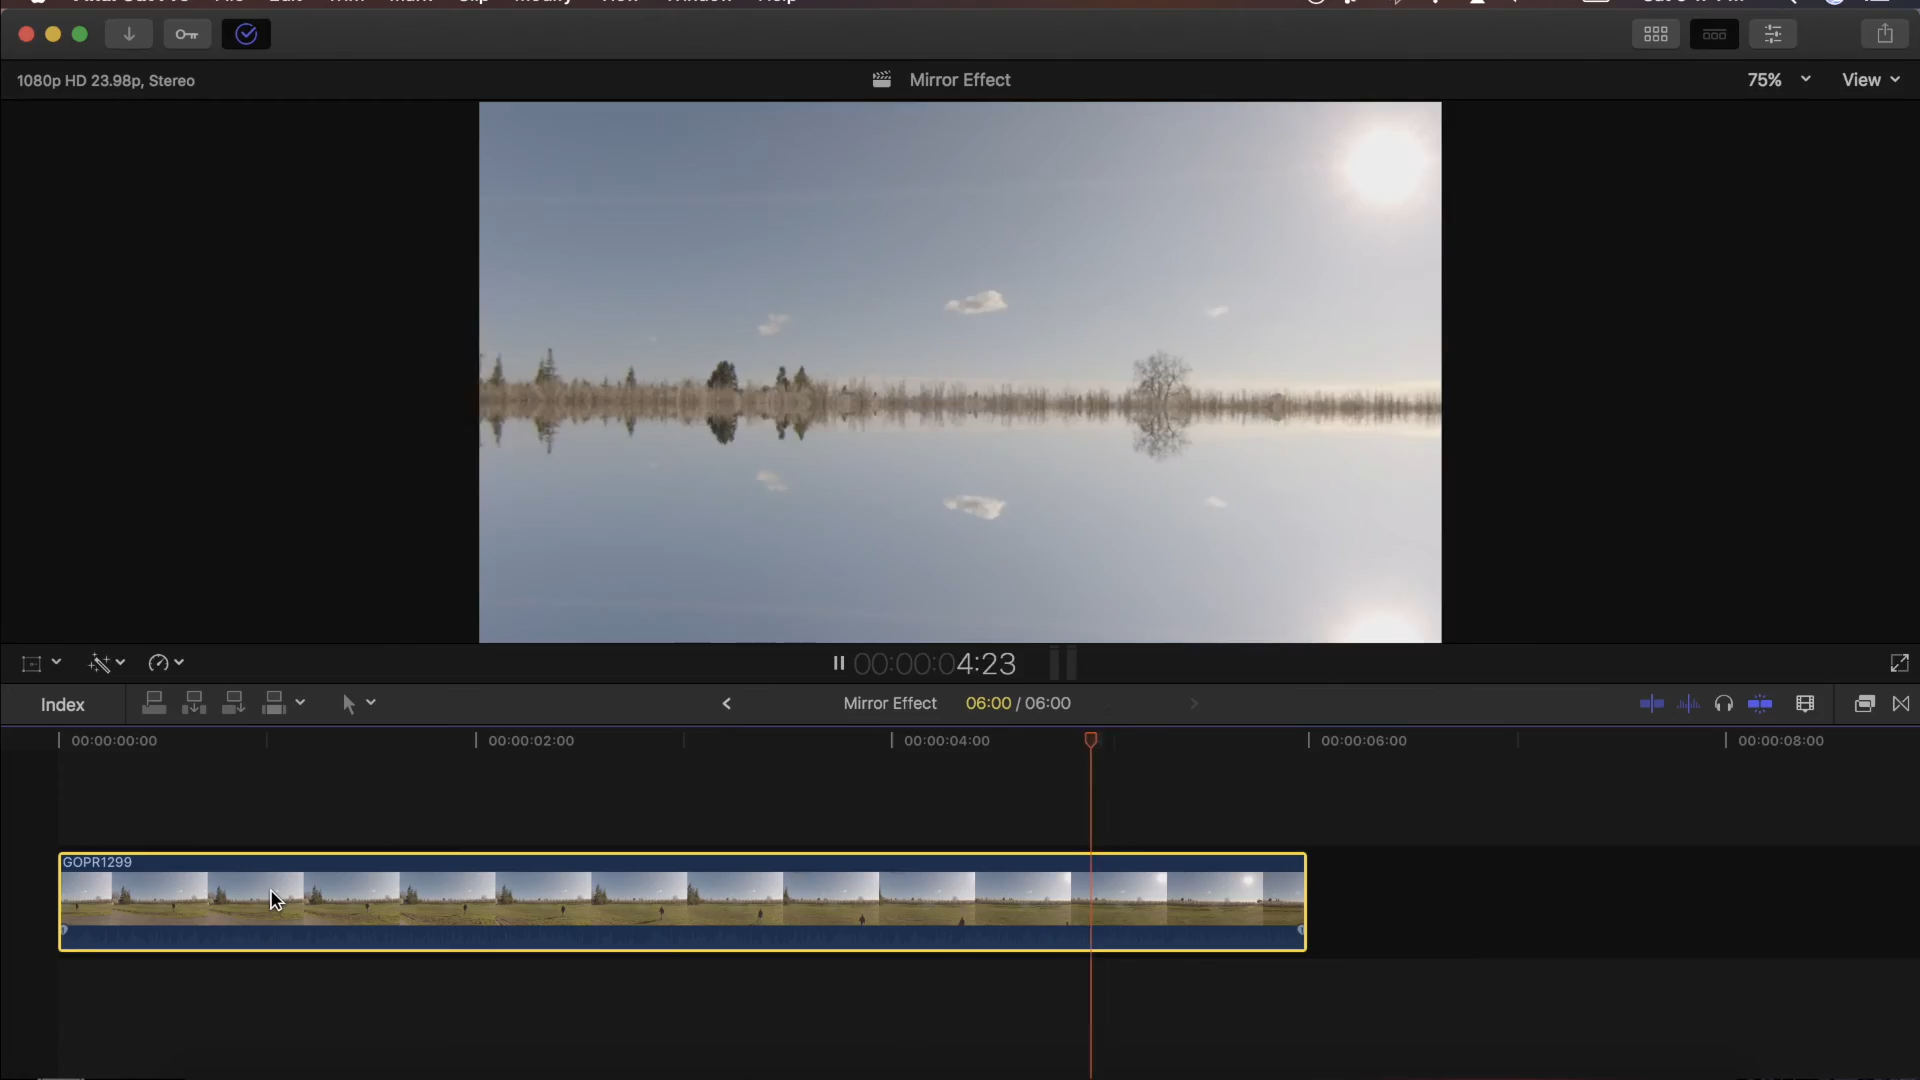 1080p HD 23.98p, Stereo
Mirror Effect
75%
View
00:00:04:23
Index
Mirror Effect
06:00 / 06:00
00:00:00:00
00:00:02:00
00:00:04:00
00:00:06:00
00:00:08:00
GOPR1299